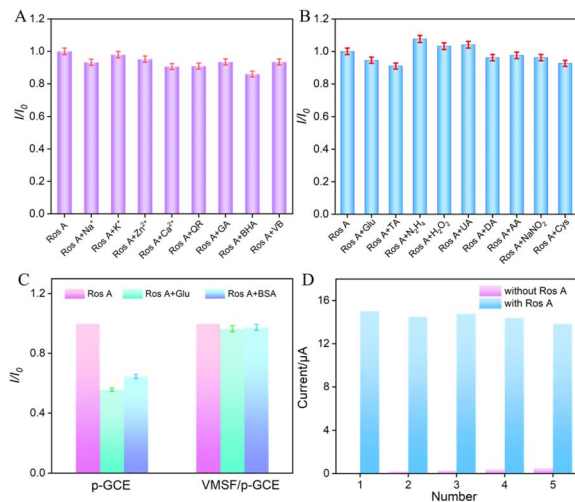 A
I/I₀
1.2
1.0
0.8
0.6
0.4
0.2
0.0
Ros A
Ros A+Na⁺
Ros A+K⁺
Ros A+Zn²⁺
Ros A+Ca²⁺
Ros A+QR
Ros A+GA
Ros A+BHA
Ros A+VB
B
I/I₀
1.2
1.0
0.8
0.6
0.4
0.2
0.0
Ros A
Ros A+Glu
Ros A+TA
Ros A+N₂H₄
Ros A+H₂O₂
Ros A+UA
Ros A+DA
Ros A+AA
Ros A+NaNO₂
Ros A+Cys
C
Ros A Ros A+Glu Ros A+BSA
I/I₀
1.2
0.8
0.4
0.0
p-GCE VMSF/p-GCE
D
without Ros A
with Ros A
Current/μA
16
12
8
4
0
1 2 3 4 5
Number